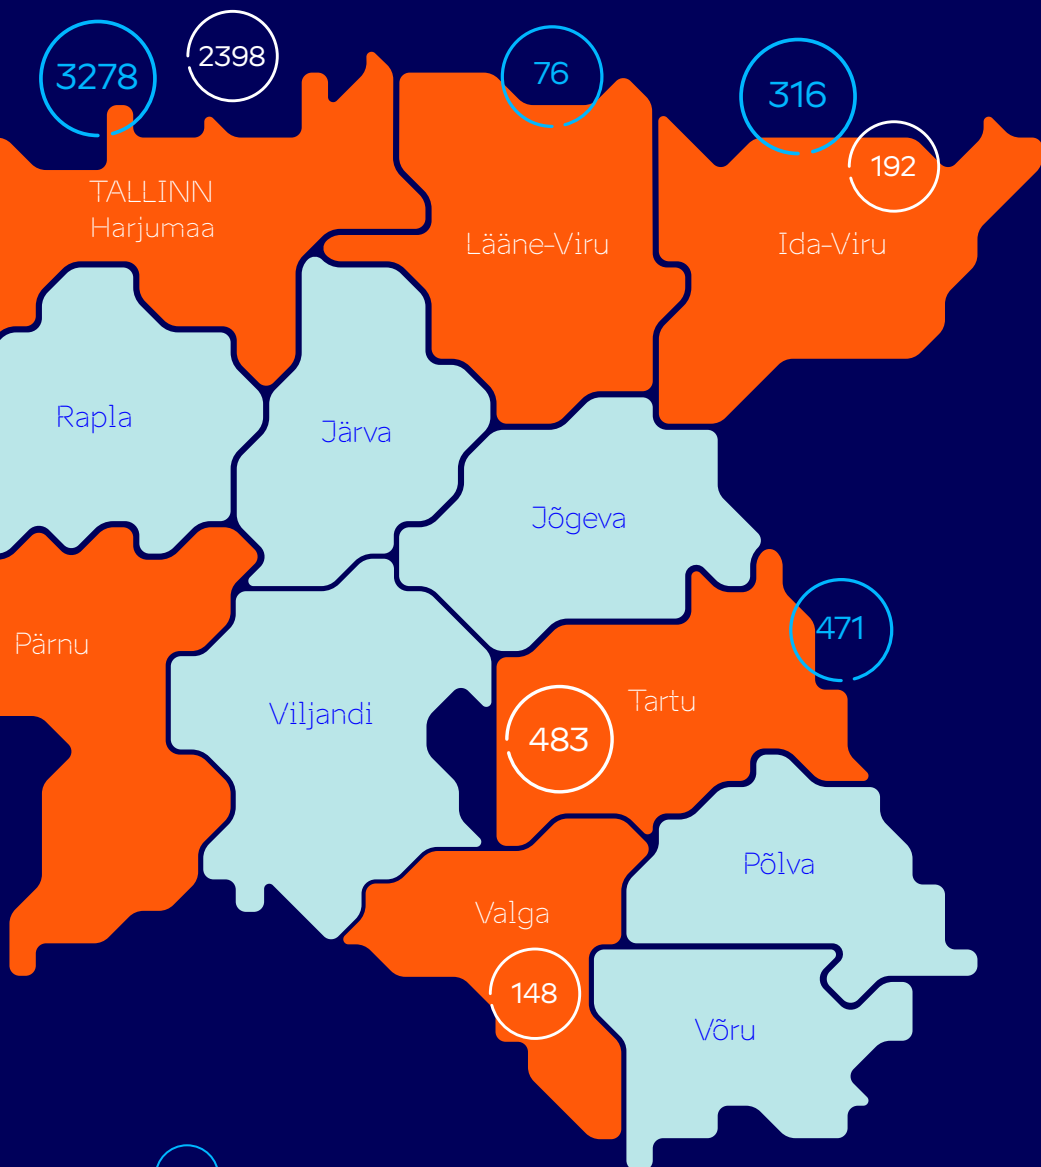 3278
2398
76
316
192
TALLINN
Harjumaa
Lääne-Viru
Ida-Viru
Rapla
Järva
Jõgeva
Pärnu
471
Tartu
Viljandi
483
Põlva
Valga
148
Võru